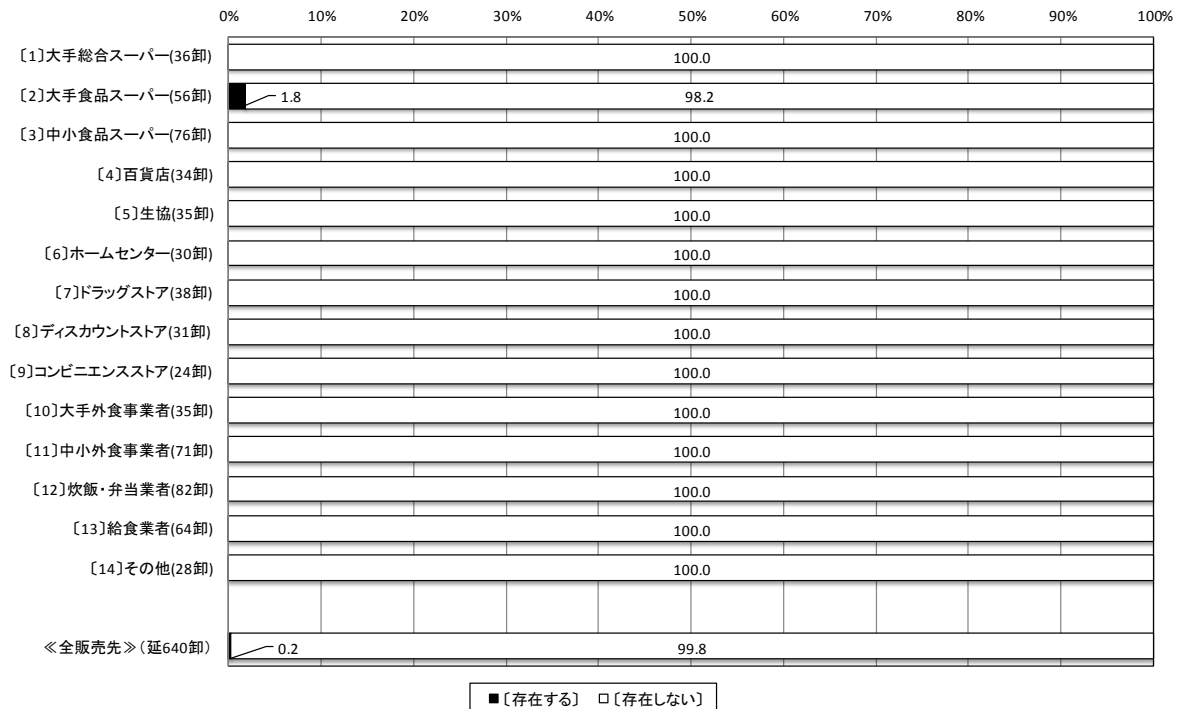 0% 10% 20% 30% 40% 50% 60% 70% 80% 90% 100%
〔1〕大手総合スーパー(36卸) 100.0
〔2〕大手食品スーパー(56卸) 1.8 98.2
〔3〕中小食品スーパー(76卸) 100.0
〔4〕百貨店(34卸) 100.0
〔5〕生協(35卸) 100.0
〔6〕ホームセンター(30卸) 100.0
〔7〕ドラッグストア(38卸) 100.0
〔8〕ディスカウントストア(31卸) 100.0
〔9〕コンビニエンスストア(24卸) 100.0
〔10〕大手外食事業者(35卸) 100.0
〔11〕中小外食事業者(71卸) 100.0
〔12〕炊飯・弁当業者(82卸) 100.0
〔13〕給食業者(64卸) 100.0
〔14〕その他(28卸) 100.0
≪全販売先≫(延640卸) 0.2 99.8
■〔存在する〕 □〔存在しない〕